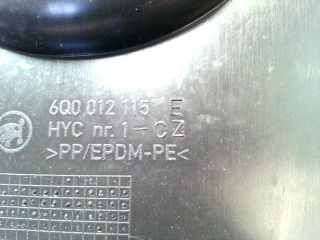 6Q0 012 115 E
HYC nr. 1-CZ
>PP/EPDM-PE<